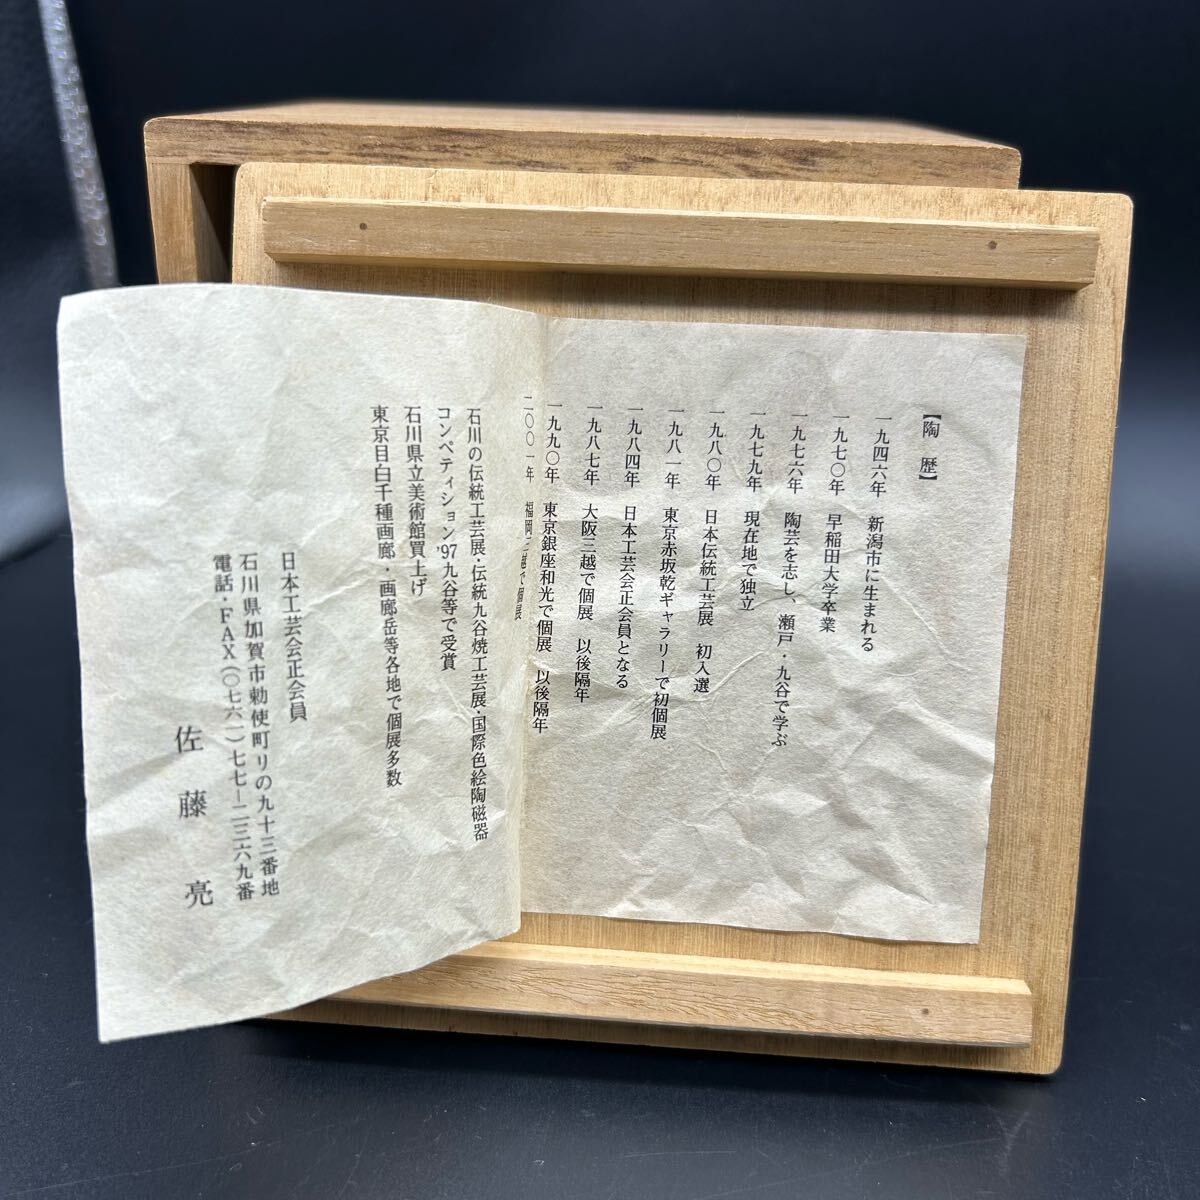 【陶歴】
一九四六年 新潟市に生まれる
一九七〇年 早稲田大学卒業
一九七六年 陶芸を志し、瀬戸・九谷で学ぶ
一九七九年 現在地で独立
一九八〇年 日本伝統工芸展 初入選
一九八一年 東京赤坂乾ギャラリーで初個展
一九八四年 日本工芸会正会員となる
一九八七年 大阪三越で個展 以後隔年
一九九〇年 東京銀座和光で個展 以後隔年
二〇〇一年 福岡三越で個展
石川の伝統工芸展・伝統九谷焼工芸展・国際色絵陶磁器
コンペティション'97九谷等で受賞
石川県立美術館買上げ
東京目白千種画廊・画廊岳等各地で個展多数
日本工芸会正会員
石川県加賀市勅使町リの九十三番地
電話・FAX(〇七六一)七七―二三六九番
佐藤亮